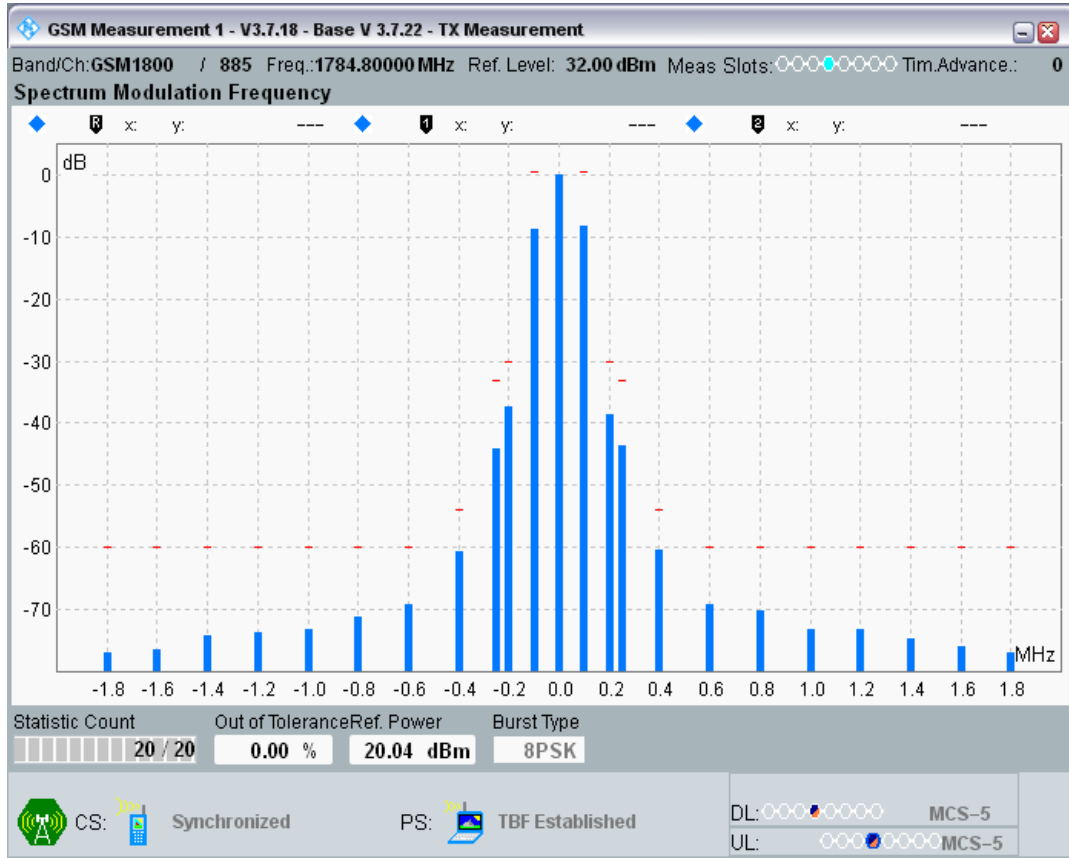 GSM Measurement 1 - V3.7.18 - Base V 3.7.22 - TX Measurement
Band/Ch:GSM1800 / 885 Freq.:1784.80000 MHz Ref. Level: 32.00 dBm Meas Slots: Tim.Advance.: 0
Spectrum Modulation Frequency
R x: y: --- 1 x: y: --- 2 x: y: ---
dB
0
-10
-20
-30
-40
-50
-60
-70
MHz
-1.8 -1.6 -1.4 -1.2 -1.0 -0.8 -0.6 -0.4 -0.2 0.0 0.2 0.4 0.6 0.8 1.0 1.2 1.4 1.6 1.8
Statistic Count Out of Tolerance Ref. Power Burst Type
20 / 20 0.00 % 20.04 dBm 8PSK
CS: Synchronized PS: TBF Established
DL: MCS-5
UL: MCS-5